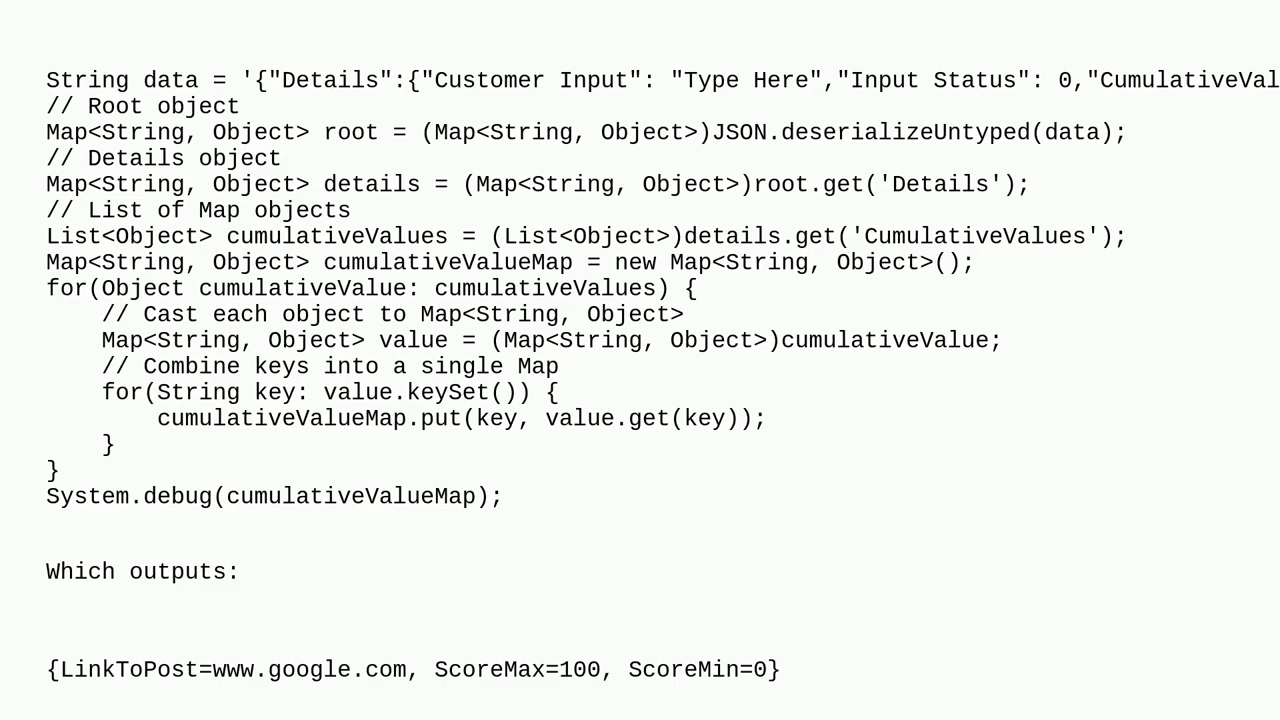 String data = '{"Details":{"Customer Input": "Type Here","Input Status": 0,"CumulativeVal
// Root object
Map<String, Object> root = (Map<String, Object>)JSON.deserializeUntyped(data);
// Details object
Map<String, Object> details = (Map<String, Object>)root.get('Details');
// List of Map objects
List<Object> cumulativeValues = (List<Object>)details.get('CumulativeValues');
Map<String, Object> cumulativeValueMap = new Map<String, Object>();
for(Object cumulativeValue: cumulativeValues) {
    // Cast each object to Map<String, Object>
    Map<String, Object> value = (Map<String, Object>)cumulativeValue;
    // Combine keys into a single Map
    for(String key: value.keySet()) {
        cumulativeValueMap.put(key, value.get(key));
    }
}
System.debug(cumulativeValueMap);
Which outputs:
{LinkToPost=www.google.com, ScoreMax=100, ScoreMin=0}